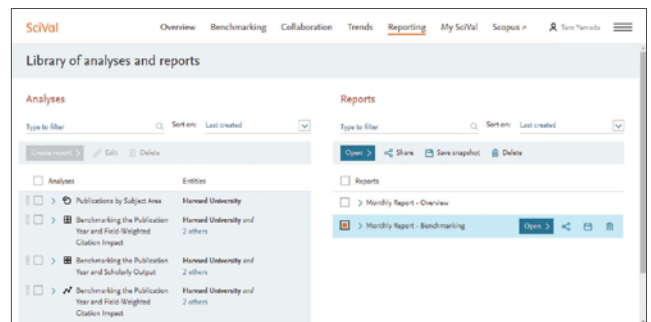 SciVal
Overview Benchmarking Collaboration Trends Reporting My SciVal Scopus Taro Yamada
Library of analyses and reports
Analyses
Type to filter Sort on: Last created
Create report Edit Delete
Analyses Entities
Publications by Subject Area Harvard University
Benchmarking the Publication Harvard University and
Year and Field-Weighted 2 others
Citation Impact
Benchmarking the Publication Harvard University and
Year and Scholarly Output 2 others
Benchmarking the Publication Harvard University and
Year and Field-Weighted 2 others
Citation Impact
Reports
Type to filter Sort on: Last created
Open Share Save snapshot Delete
Reports
Monthly Report - Overview
Monthly Report - Benchmarking Open